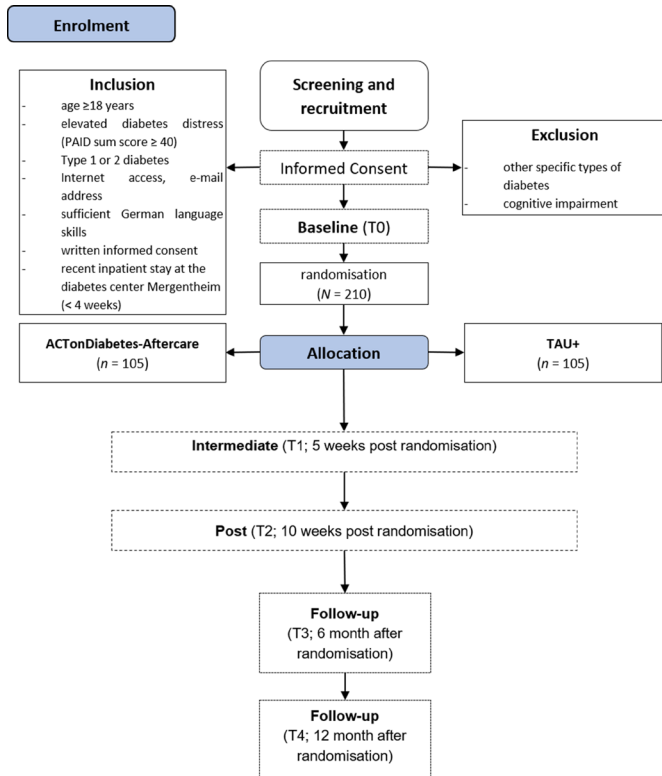 Enrolment
Inclusion
- age ≥18 years
- elevated diabetes distress
(PAID sum score ≥ 40)
- Type 1 or 2 diabetes
- Internet access, e-mail
address
- sufficient German language
skills
- written informed consent
- recent inpatient stay at the
diabetes center Mergentheim
(< 4 weeks)
Screening and
recruitment
Informed Consent
Exclusion
- other specific types of
diabetes
- cognitive impairment
Baseline (T0)
randomisation
(N = 210)
ACTonDiabetes-Aftercare
(n = 105)
Allocation
TAU+
(n = 105)
Intermediate (T1; 5 weeks post randomisation)
Post (T2; 10 weeks post randomisation)
Follow-up
(T3; 6 month after
randomisation)
Follow-up
(T4; 12 month after
randomisation)